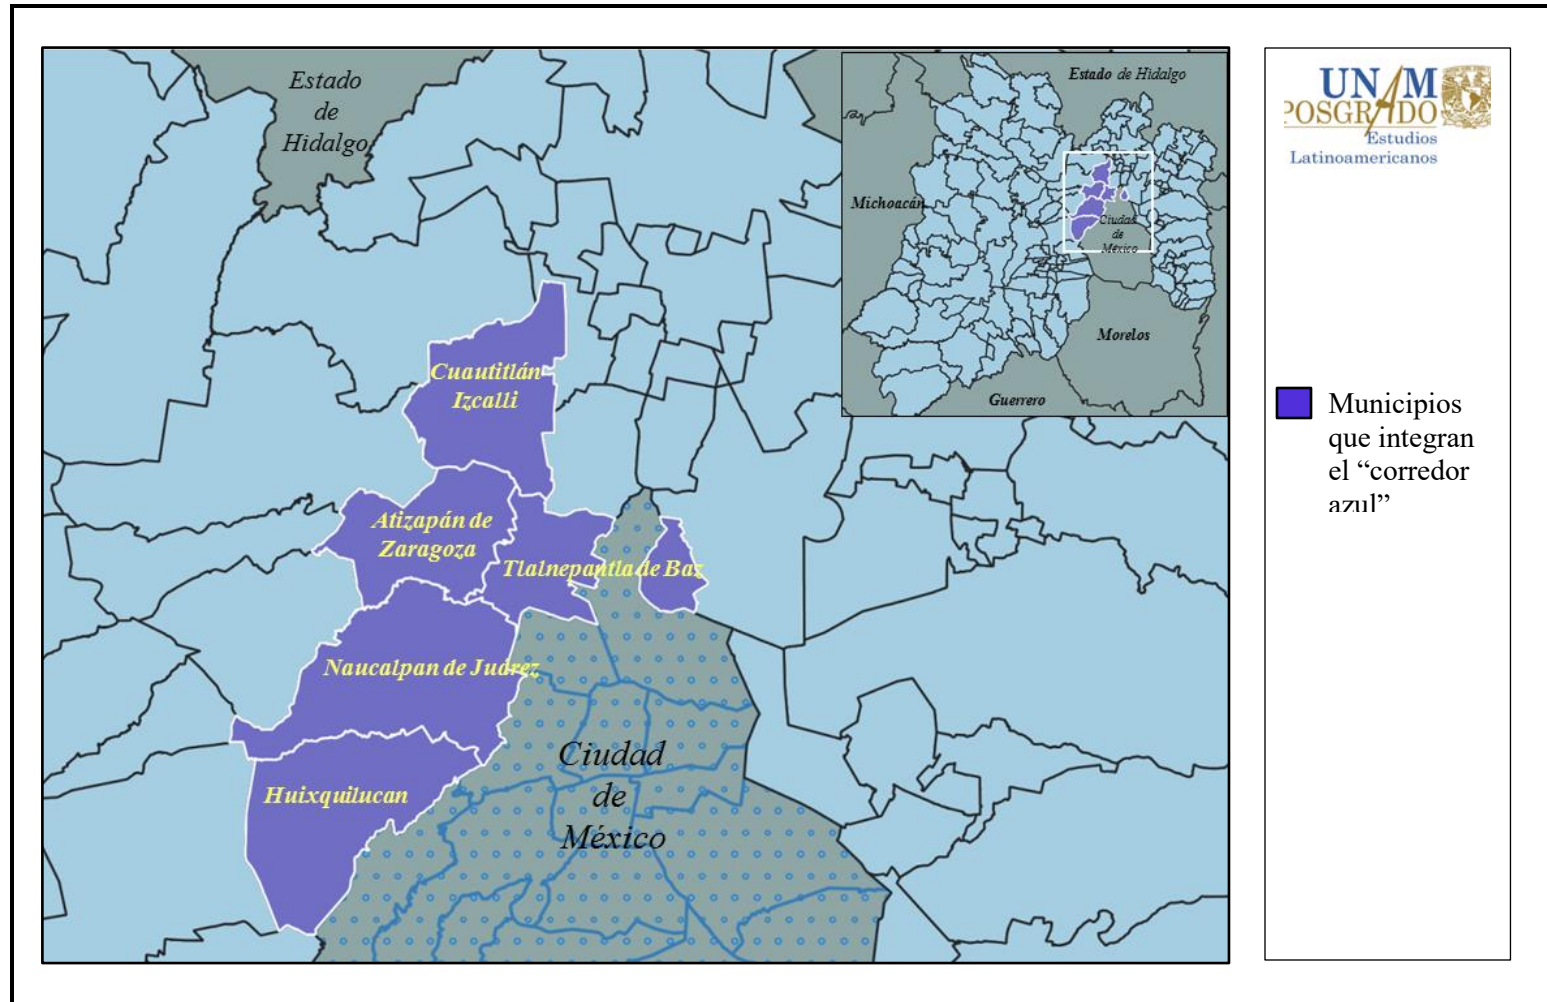 Estado
de
Hidalgo
Cuautitlán
Izcalli
Atizapán de
Zaragoza
Tlalnepantla de Baz
Naucalpan de Juárez
Huixquilucan
Ciudad
de
México
Estado de Hidalgo
Michoacán
Ciudad
de
México
Morelos
Guerrero
UNAM
POSGRADO
Estudios
Latinoamericanos
Municipios
que integran
el “corredor
azul”